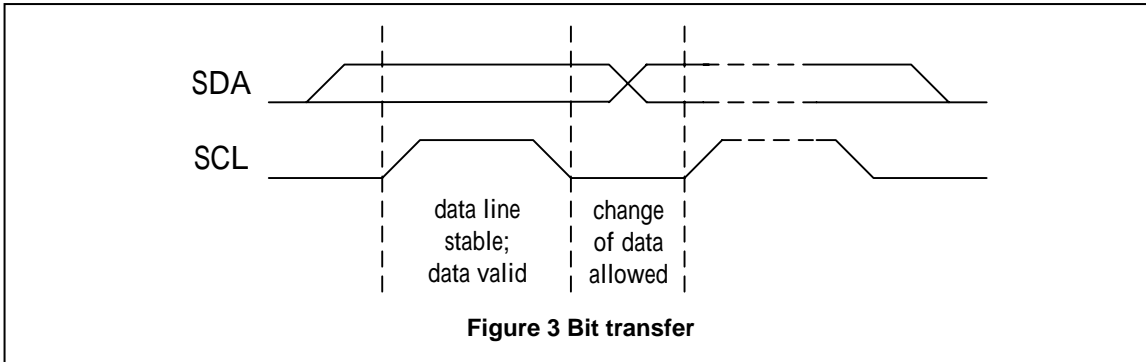 SDA
SCL
data line
stable;
data valid
change
of data
allowed
Figure 3 Bit transfer